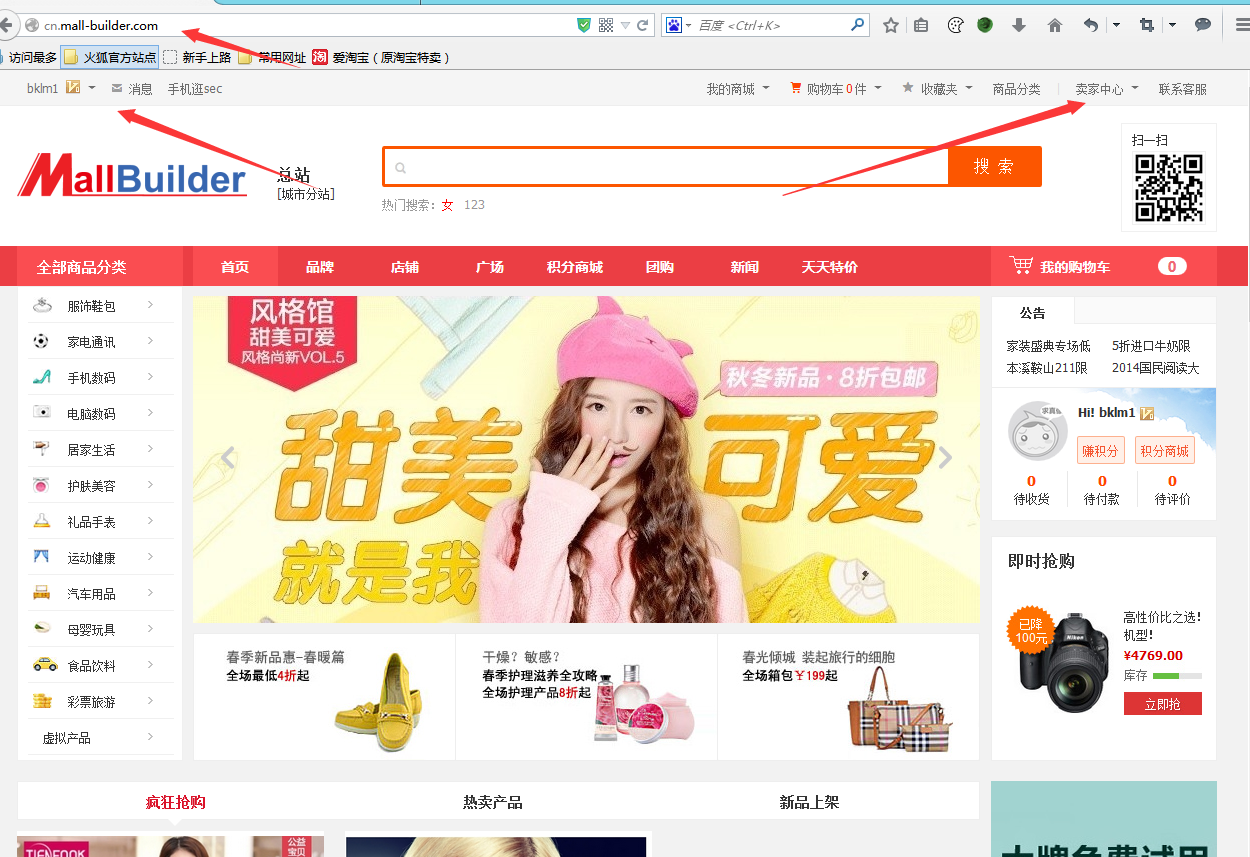 cn.mall-builder.com
百度 <Ctrl+K>
访问最多 火狐官方站点 新手上路 常用网址 淘 爱淘宝（原淘宝特卖）
bklm1 消息 手机逛sec 我的商城 购物车0件 收藏夹 商品分类 卖家中心 联系客服
MallBuilder
总站
[城市分站]
搜 索
热门搜索: 女 123
扫一扫
全部商品分类 首页 品牌 店铺 广场 积分商城 团购 新闻 天天特价 我的购物车 0
服饰鞋包
家电通讯
手机数码
电脑数码
居家生活
护肤美容
礼品手表
运动健康
汽车用品
母婴玩具
食品饮料
彩票旅游
虚拟产品
风格馆
甜美可爱
风格尚新VOL.5
秋冬新品·8折包邮
甜美可爱
就是我
公告
家装盛典专场低 5折进口牛奶限
本溪鞍山211限 2014国民阅读大
求真相
Hi! bklm1
赚积分 积分商城
0 0 0
待收货 待付款 待评价
即时抢购
已降
100元
Nikon
高性价比之选!
机型!
¥4769.00
库存
立即抢
春季新品惠-春暖篇
全场最低4折起
干燥？敏感？
春季护理滋养全攻略
全场护理产品8折起
春光倾城 装起旅行的细胞
全场箱包￥199起
疯狂抢购 热卖产品 新品上架
公益
宝贝
大牌免费试用